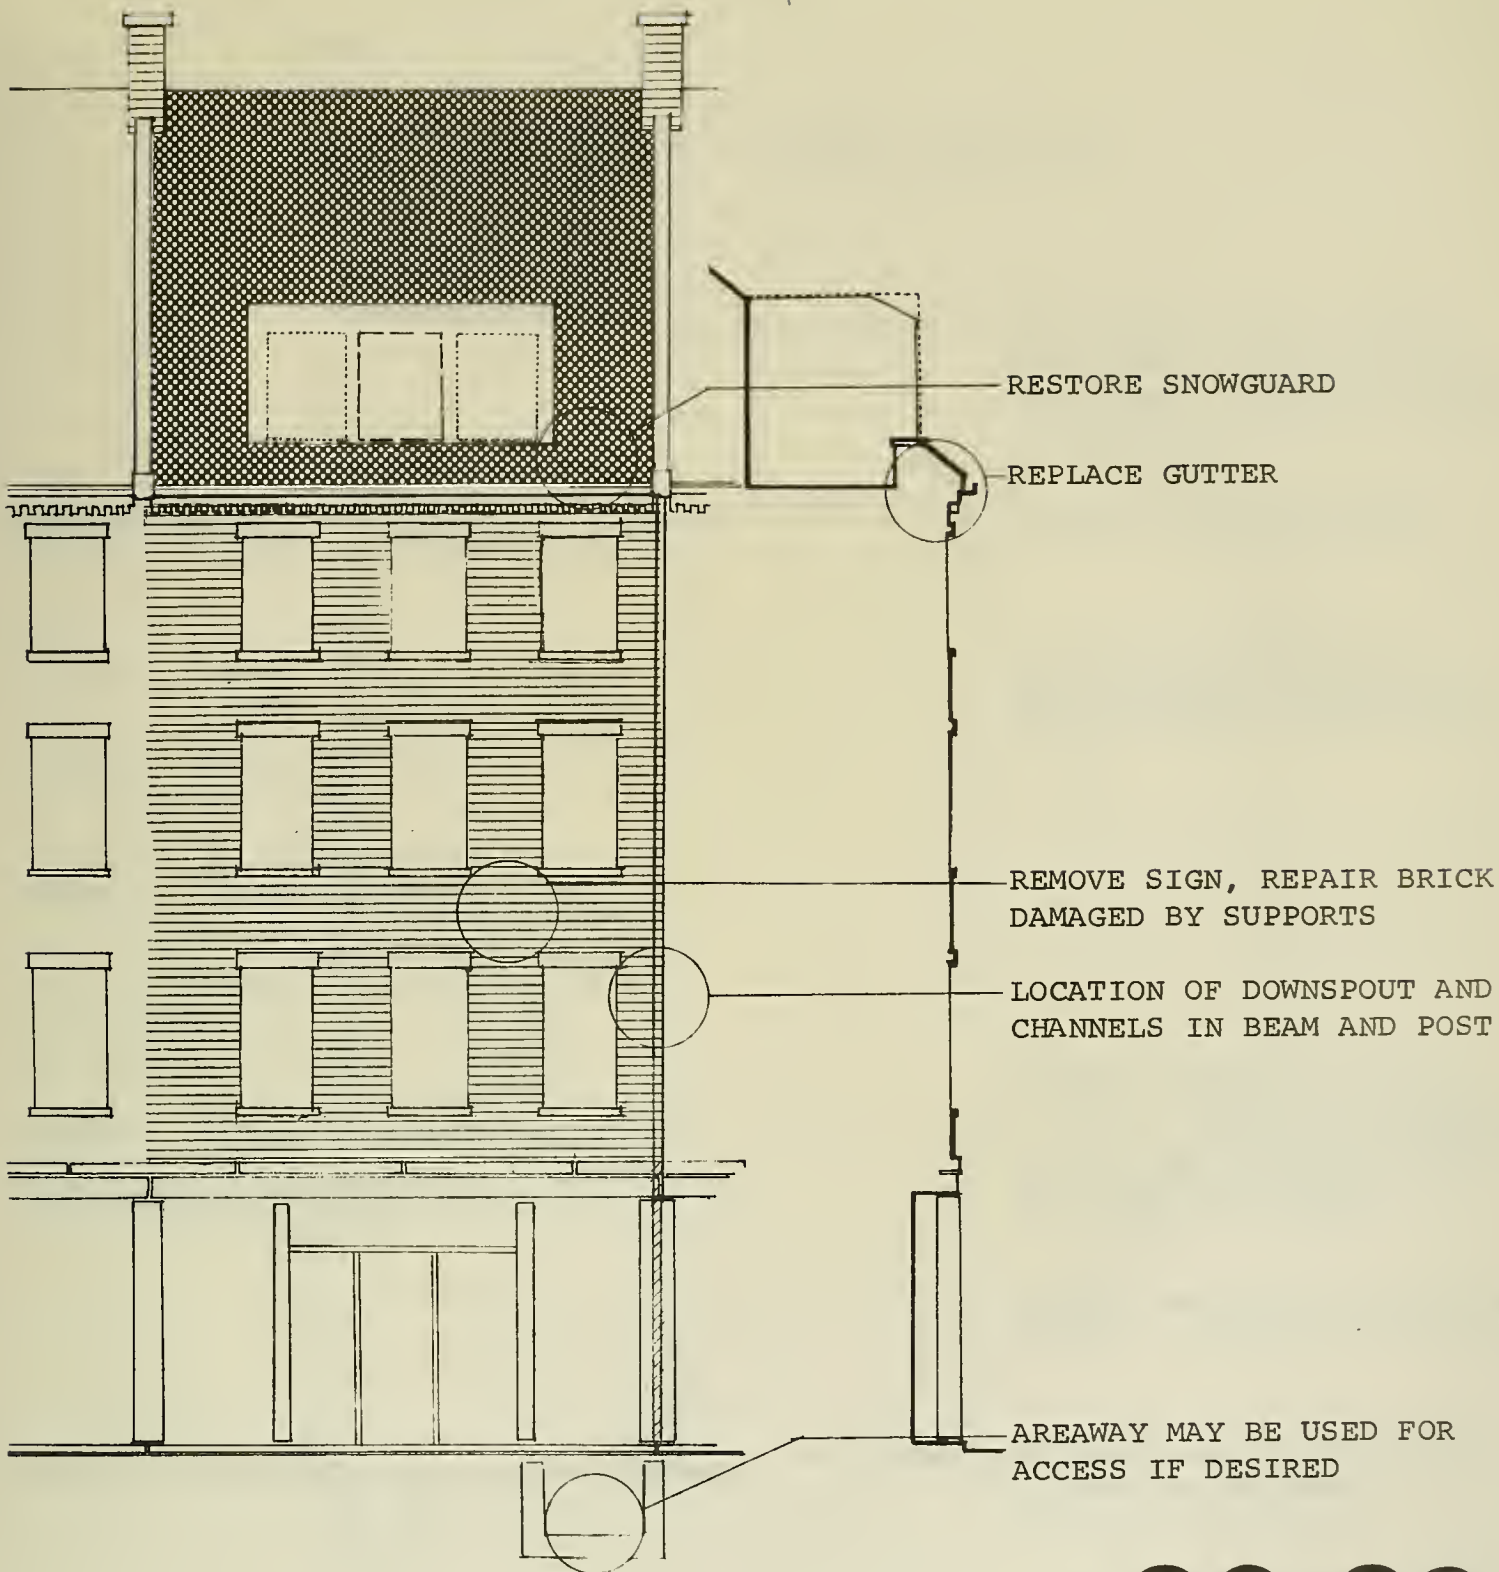 RESTORE SNOWGUARD
REPLACE GUTTER
REMOVE SIGN, REPAIR BRICK
DAMAGED BY SUPPORTS
LOCATION OF DOWNSPOUT AND
CHANNELS IN BEAM AND POST
AREAWAY MAY BE USED FOR
ACCESS IF DESIRED